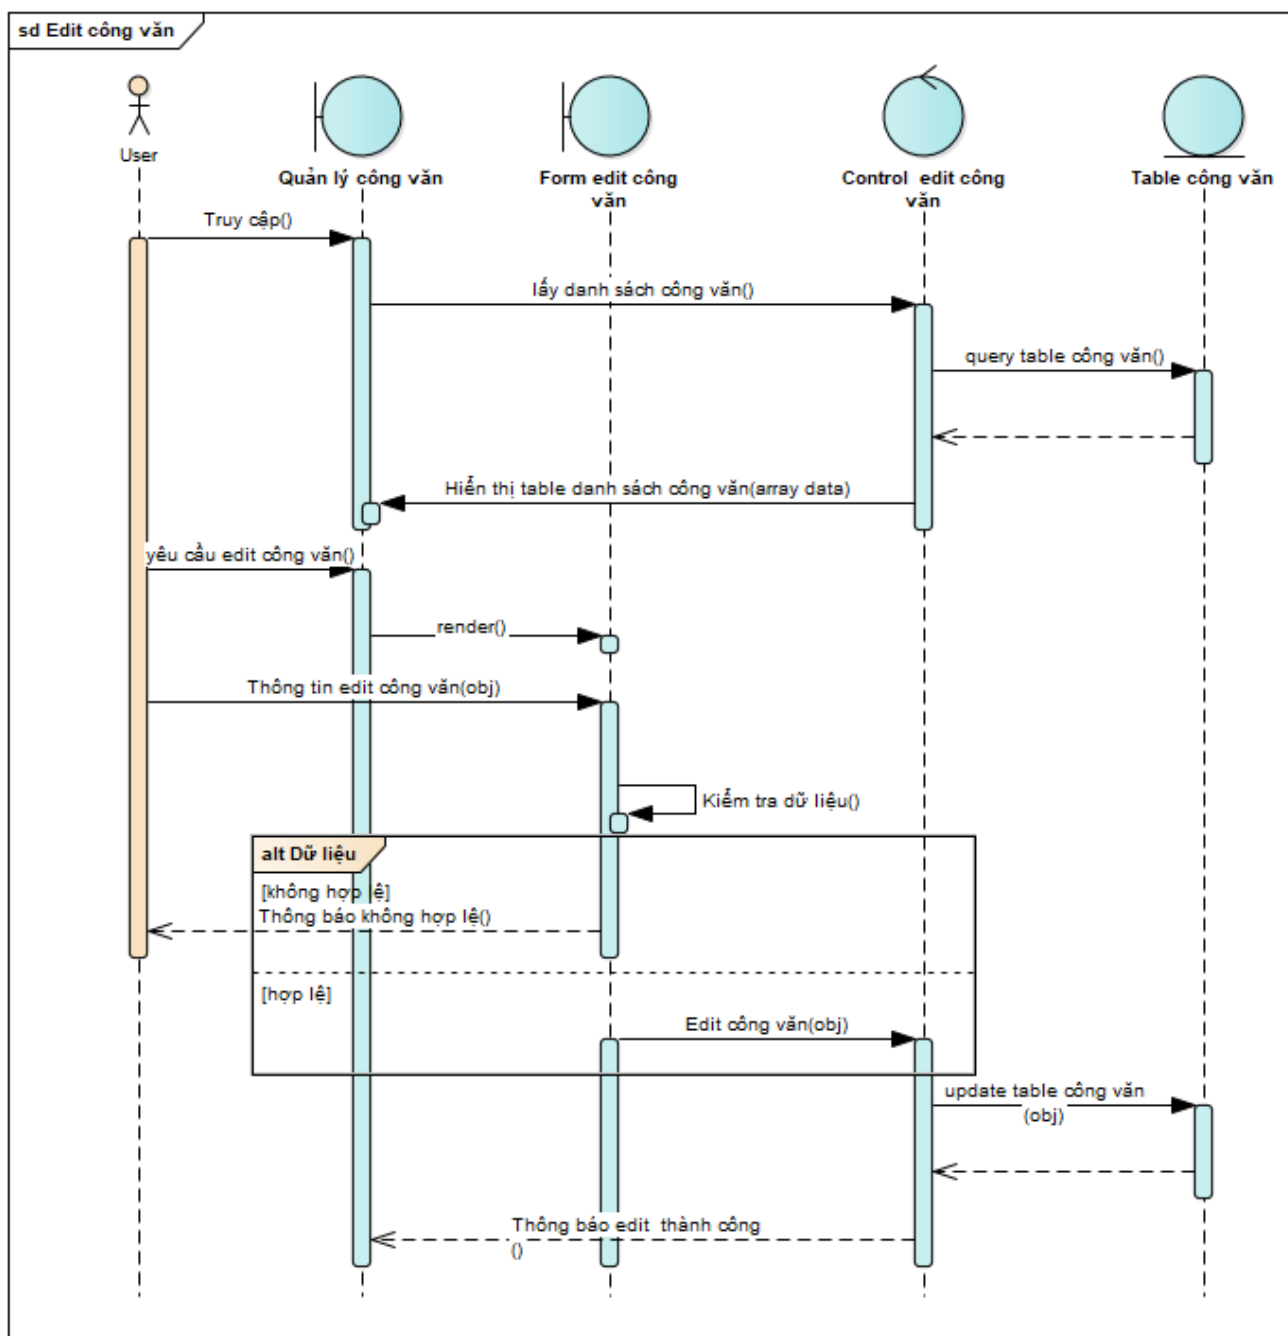 sd Edit công văn
User
Quản lý công văn
Form edit công
văn
Control  edit công
văn
Table công văn
Truy cập()
lấy danh sách công văn()
query table công văn()
Hiển thị table danh sách công văn(array data)
yêu cầu edit công văn()
render()
Thông tin edit công văn(obj)
Kiểm tra dữ liệu()
alt Dữ liệu
[không hợp lệ]
Thông báo không hợp lệ()
[hợp lệ]
Edit công văn(obj)
update table công văn
(obj)
Thông báo edit  thành công
()